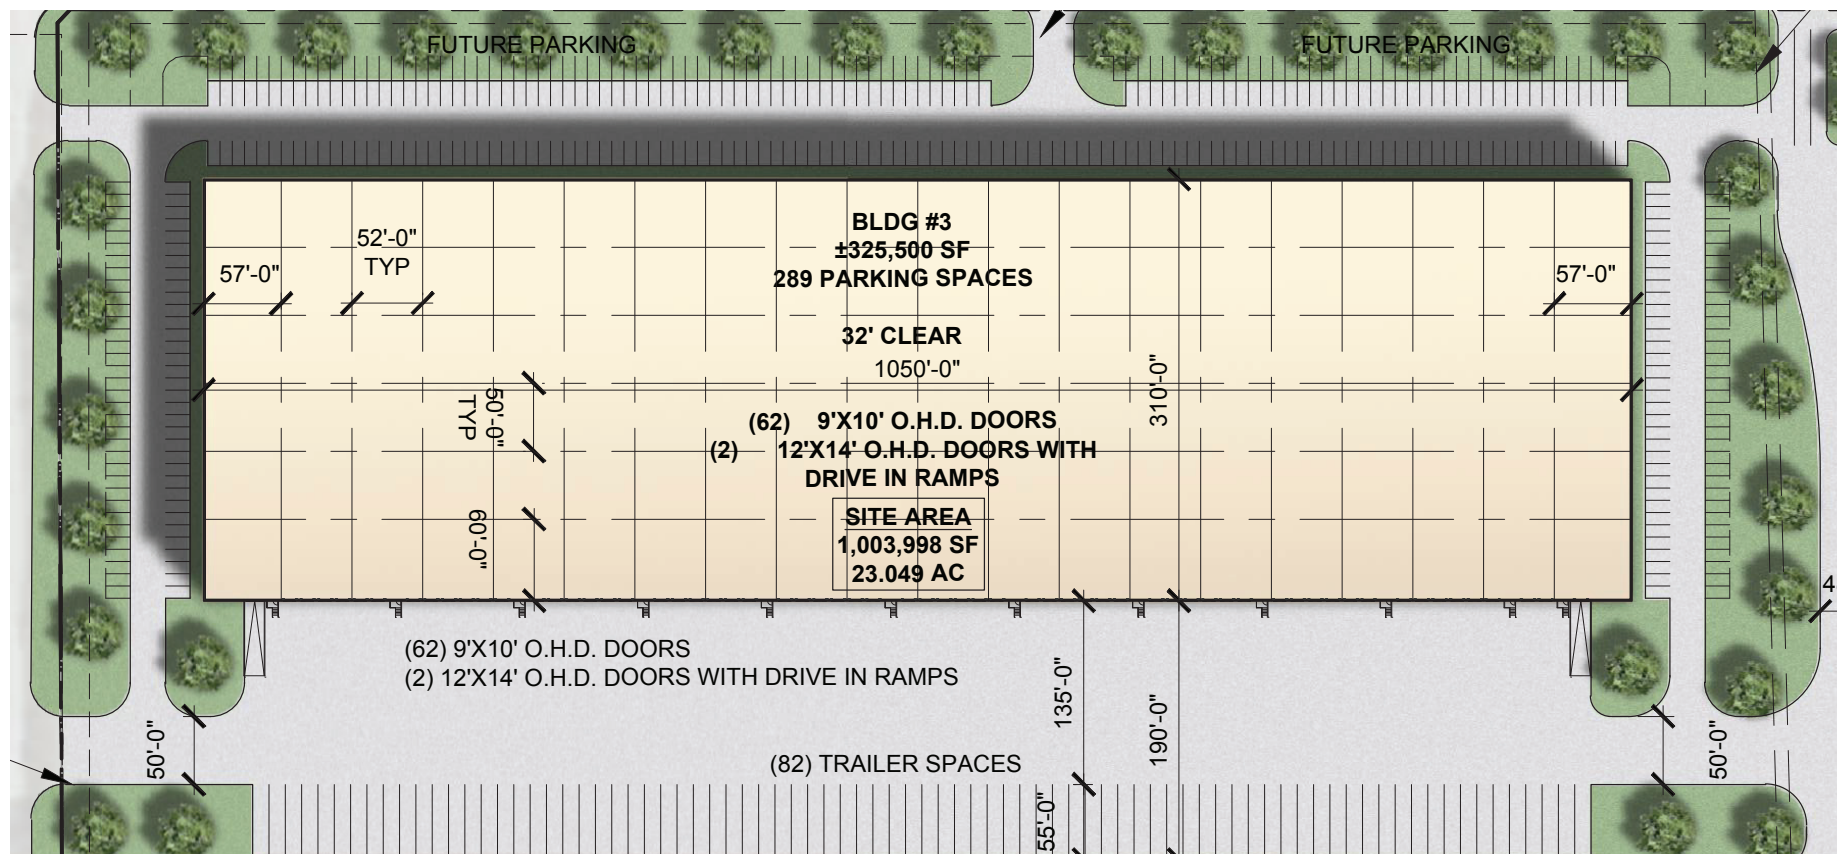 FUTURE PARKING
FUTURE PARKING
BLDG #3
±325,500 SF
289 PARKING SPACES
52'-0"
TYP
57'-0"
57'-0"
32' CLEAR
1050'-0"
310'-0"
50'-0"
TYP
(62) 9'X10' O.H.D. DOORS
(2) 12'X14' O.H.D. DOORS WITH
DRIVE IN RAMPS
60'-0"
SITE AREA
1,003,998 SF
23.049 AC
4
(62) 9'X10' O.H.D. DOORS
(2) 12'X14' O.H.D. DOORS WITH DRIVE IN RAMPS
135'-0"
190'-0"
50'-0"
50'-0"
(82) TRAILER SPACES
55'-0"